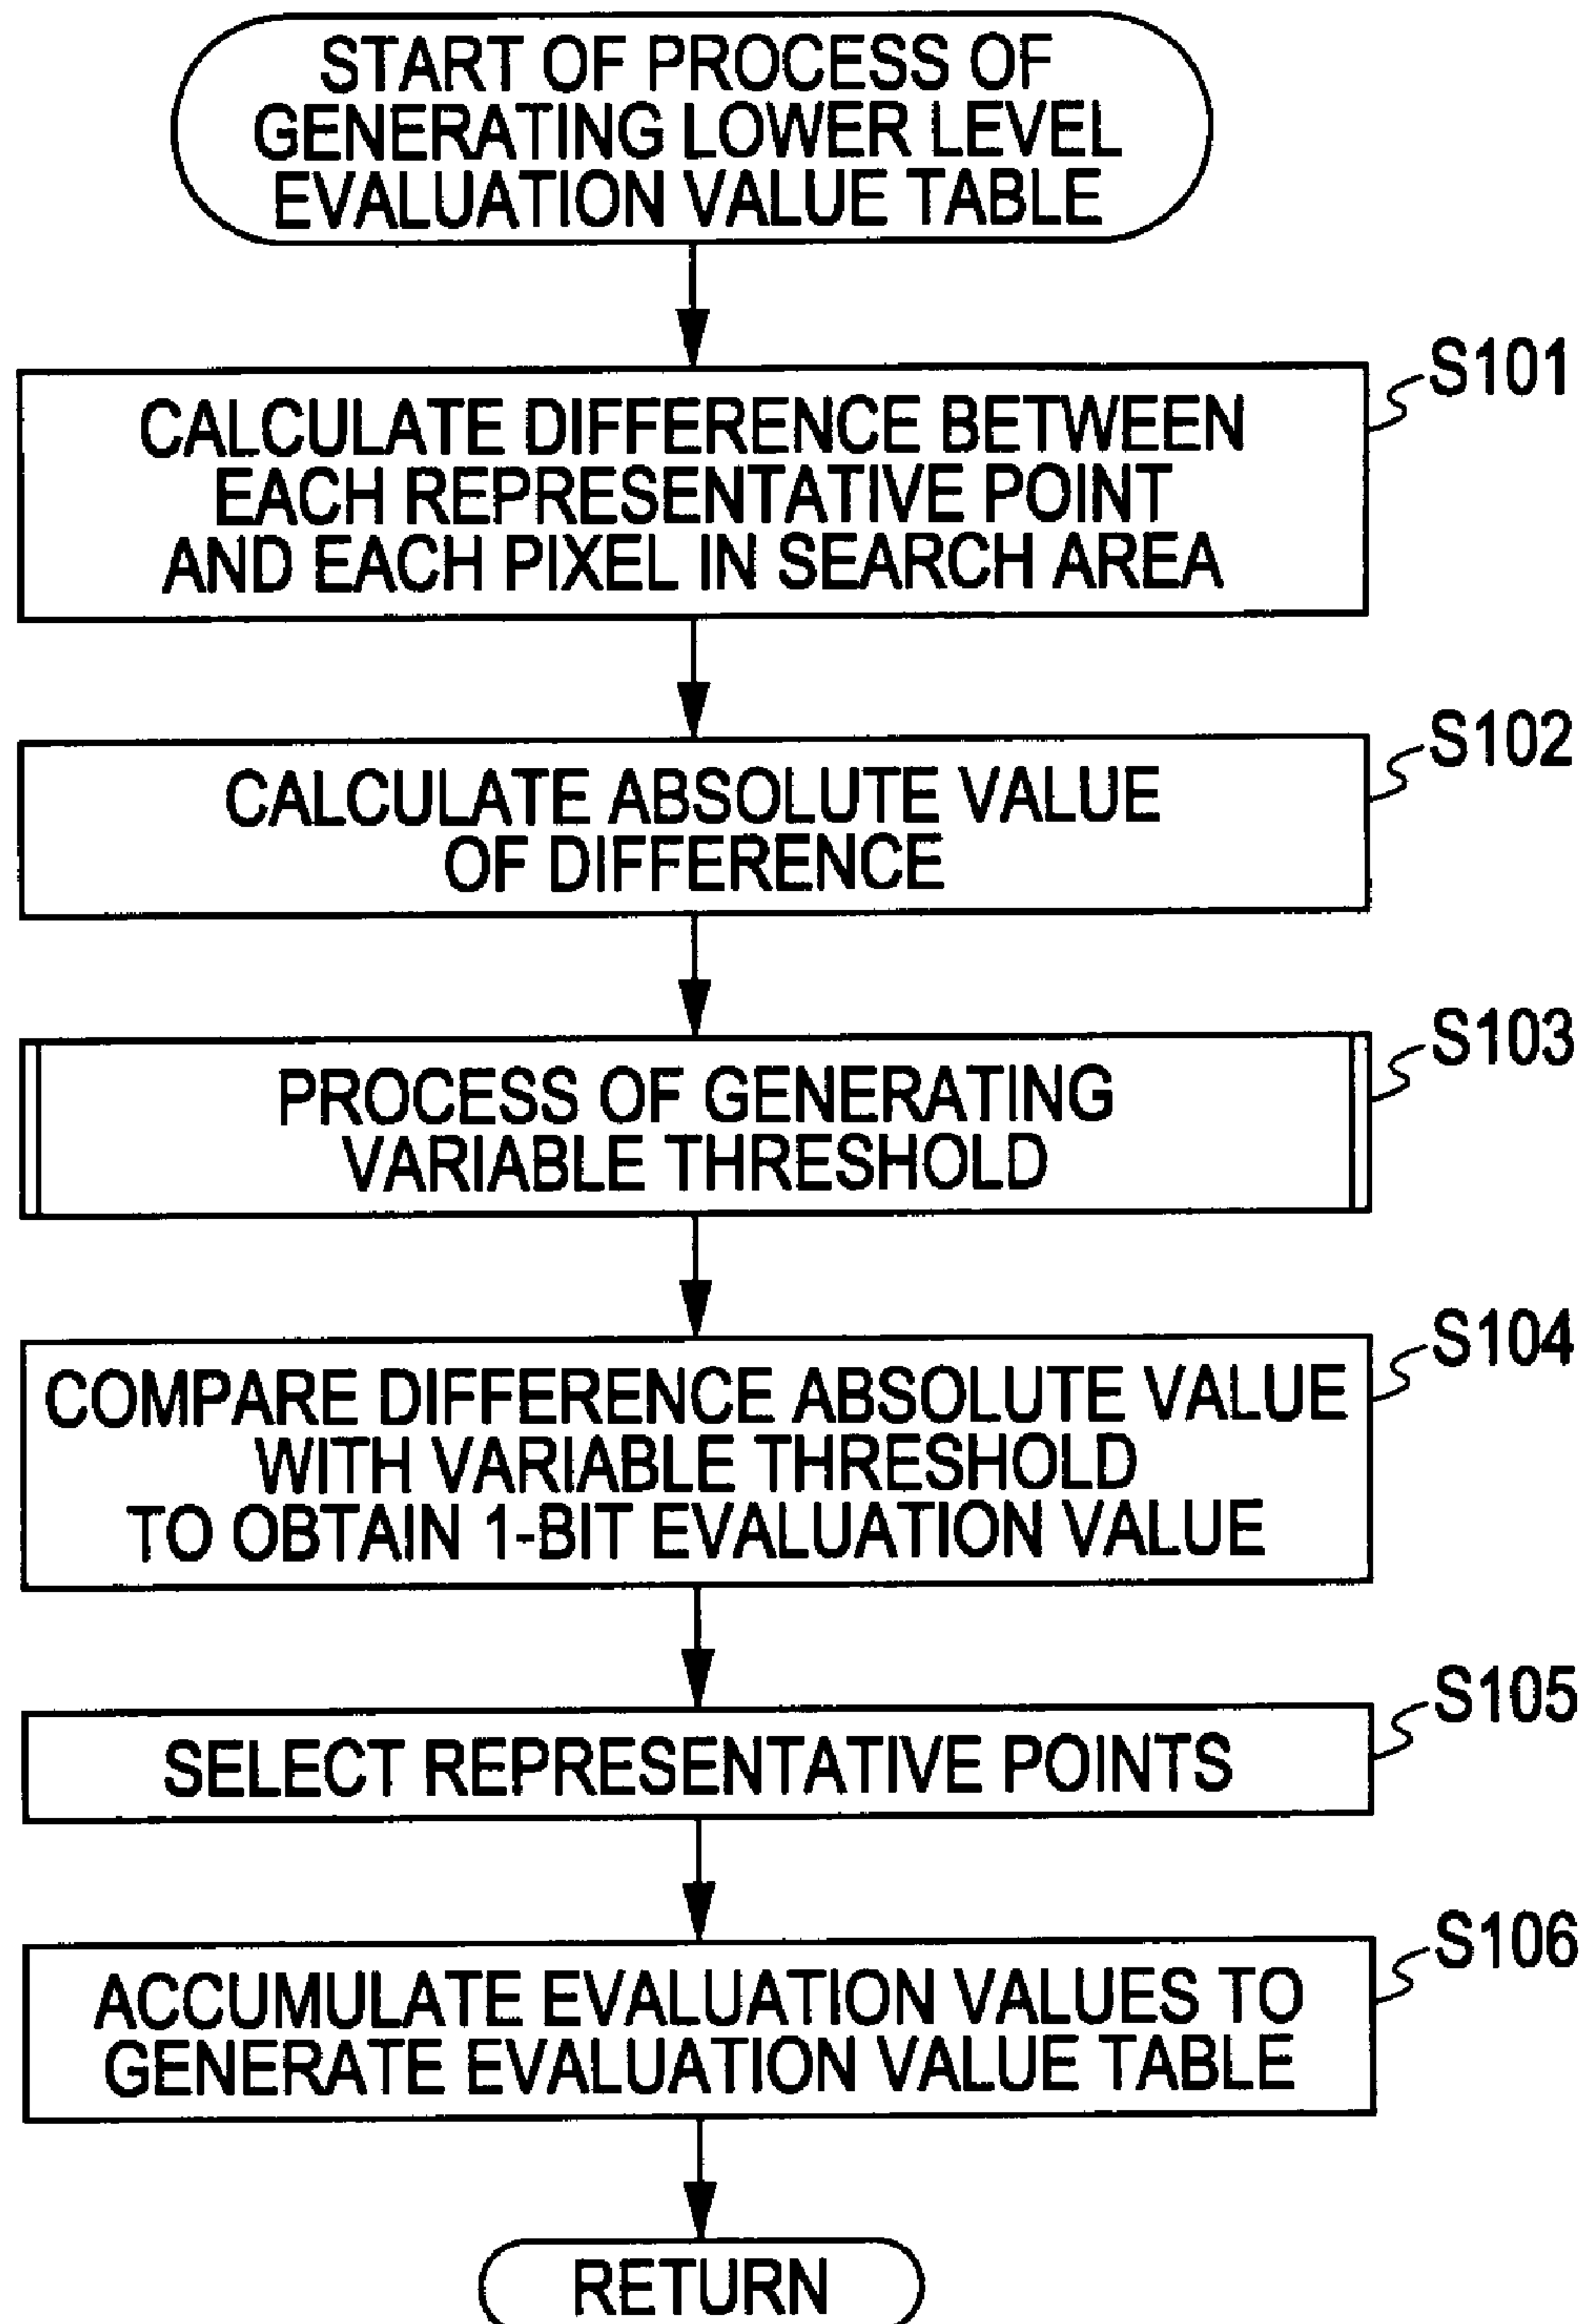 START OF PROCESS OF
GENERATING LOWER LEVEL
EVALUATION VALUE TABLE
S101
CALCULATE DIFFERENCE BETWEEN
EACH REPRESENTATIVE POINT
AND EACH PIXEL IN SEARCH AREA
S102
CALCULATE ABSOLUTE VALUE
OF DIFFERENCE
S103
PROCESS OF GENERATING
VARIABLE THRESHOLD
S104
COMPARE DIFFERENCE ABSOLUTE VALUE
WITH VARIABLE THRESHOLD
TO OBTAIN 1-BIT EVALUATION VALUE
S105
SELECT REPRESENTATIVE POINTS
S106
ACCUMULATE EVALUATION VALUES TO
GENERATE EVALUATION VALUE TABLE
RETURN